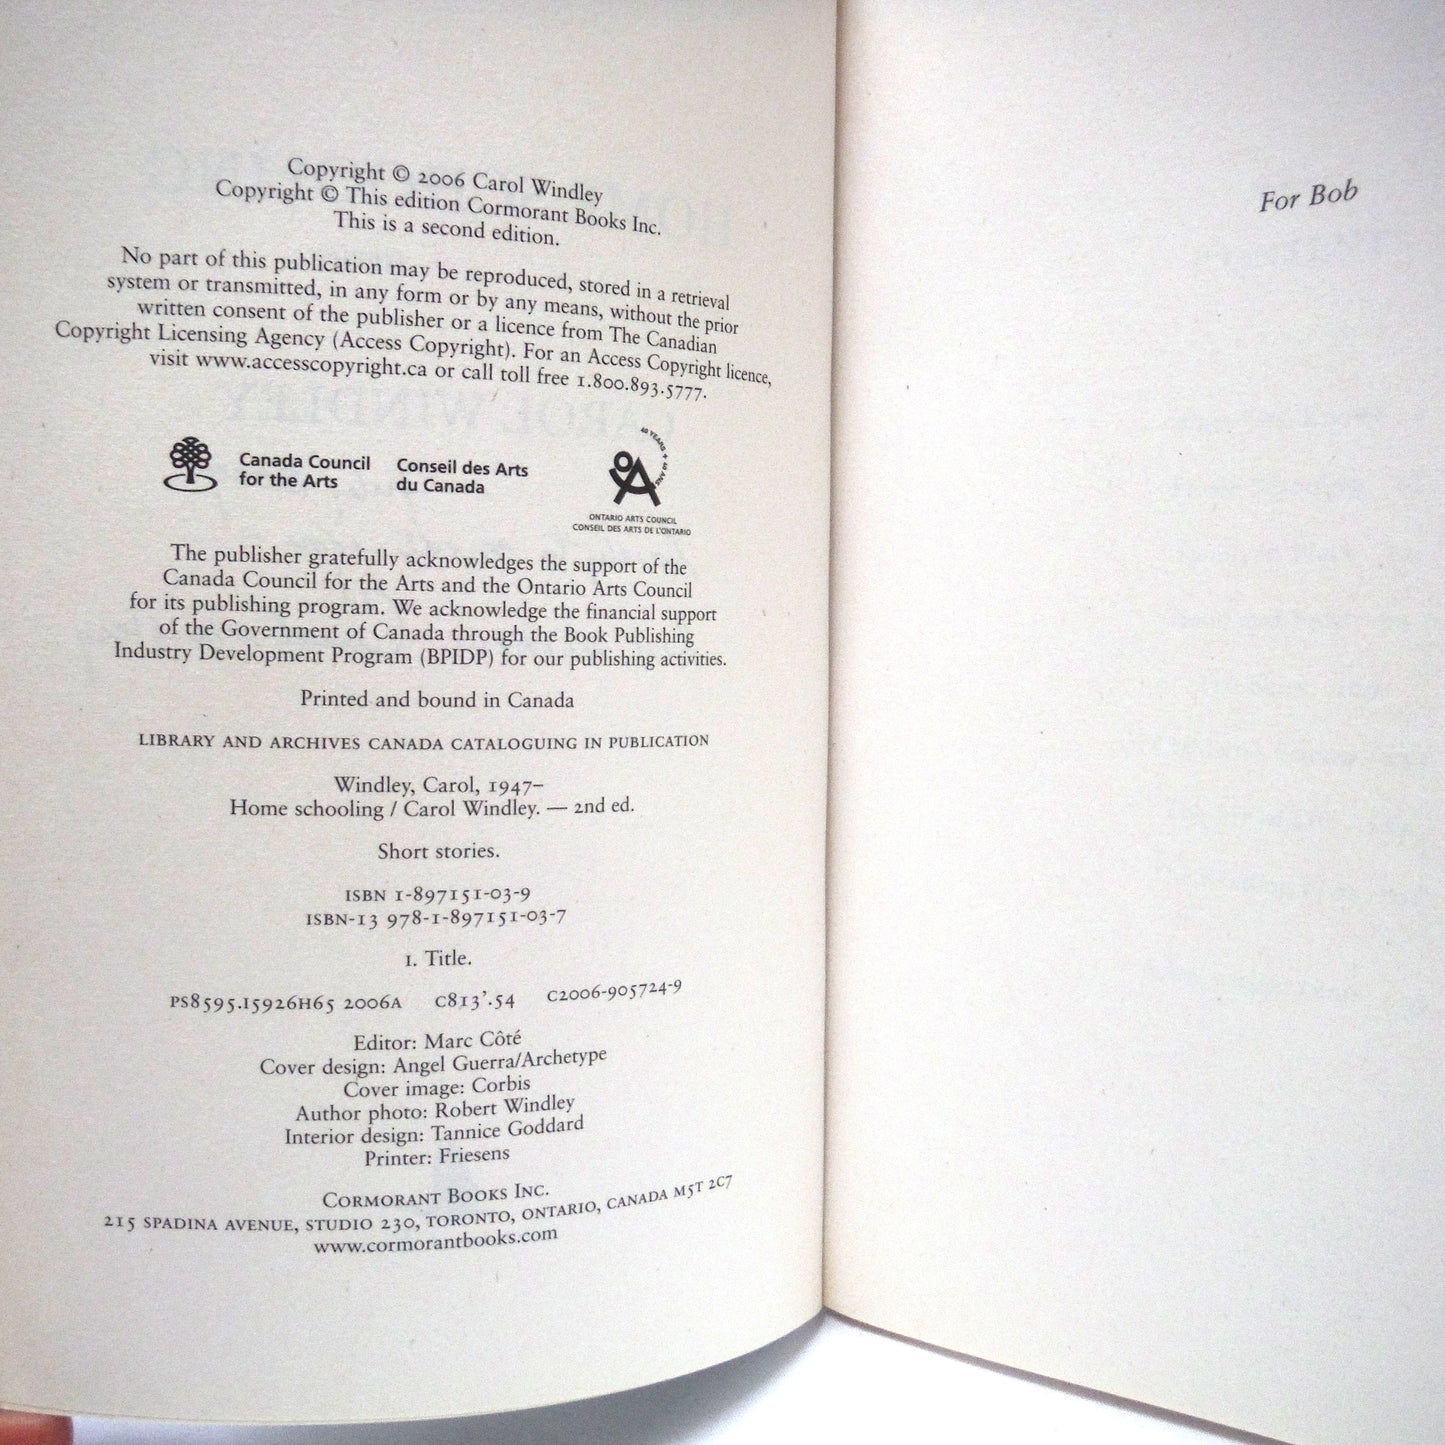 Copyright © 2006 Carol Windley
Copyright © This edition Cormorant Books Inc.
This is a second edition.
No part of this publication may be reproduced, stored in a retrieval
system or transmitted, in any form or by any means, without the prior
written consent of the publisher or a licence from The Canadian
Copyright Licensing Agency (Access Copyright). For an Access Copyright licence,
visit www.accesscopyright.ca or call toll free 1.800.893.5777.
Canada Council Conseil des Arts
for the Arts du Canada
40 YEARS + 40 ANS
ONTARIO ARTS COUNCIL
CONSEIL DES ARTS DE L'ONTARIO
The publisher gratefully acknowledges the support of the
Canada Council for the Arts and the Ontario Arts Council
for its publishing program. We acknowledge the financial support
of the Government of Canada through the Book Publishing
Industry Development Program (BPIDP) for our publishing activities.
Printed and bound in Canada
LIBRARY AND ARCHIVES CANADA CATALOGUING IN PUBLICATION
Windley, Carol, 1947–
Home schooling / Carol Windley. — 2nd ed.
Short stories.
ISBN 1-897151-03-9
ISBN-13 978-1-897151-03-7
1. Title.
PS8595.I5926H65 2006A C813'.54 C2006-905724-9
Editor: Marc Côté
Cover design: Angel Guerra/Archetype
Cover image: Corbis
Author photo: Robert Windley
Interior design: Tannice Goddard
Printer: Friesens
CORMORANT BOOKS INC.
215 SPADINA AVENUE, STUDIO 230, TORONTO, ONTARIO, CANADA M5T 2C7
www.cormorantbooks.com
For Bob